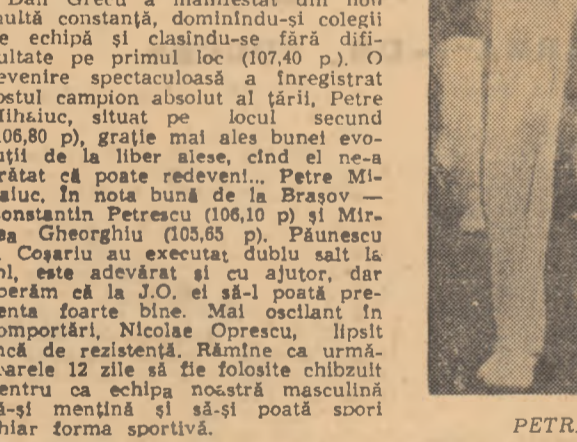 Dan Grecu a manifestat din nou
multă constanță, dominîndu-și colegii
de echipă și clasîndu-se fără difi-
cultate pe primul loc (107,40 p). O
revenire spectaculoasă a înregistrat
fostul campion absolut al țării, Petre
Mihaiuc, situat pe locul secund
(106,80 p), grație mai ales bunei evo-
luții de la liber alese, cînd el ne-a
arătat că poate redeveni... Petre Mi-
haiuc. În nota bună de la Brașov —
Constantin Petrescu (106,10 p) și Mir-
cea Gheorghiu (105,65 p). Păunescu
Coșariu au executat dublu salt la
sol, este adevărat și cu ajutor, dar
sperăm că la J.O. ei să-l poată pre-
zenta foarte bine. Mai oscilant în
comportări, Nicolae Oprescu, lipsit
încă de rezistență. Rămîne ca urmă-
toarele 12 zile să fie folosite chibzuit
pentru ca echipa noastră masculină
să-și mențină și să-și poată spori
chiar forma sportivă.
PETR